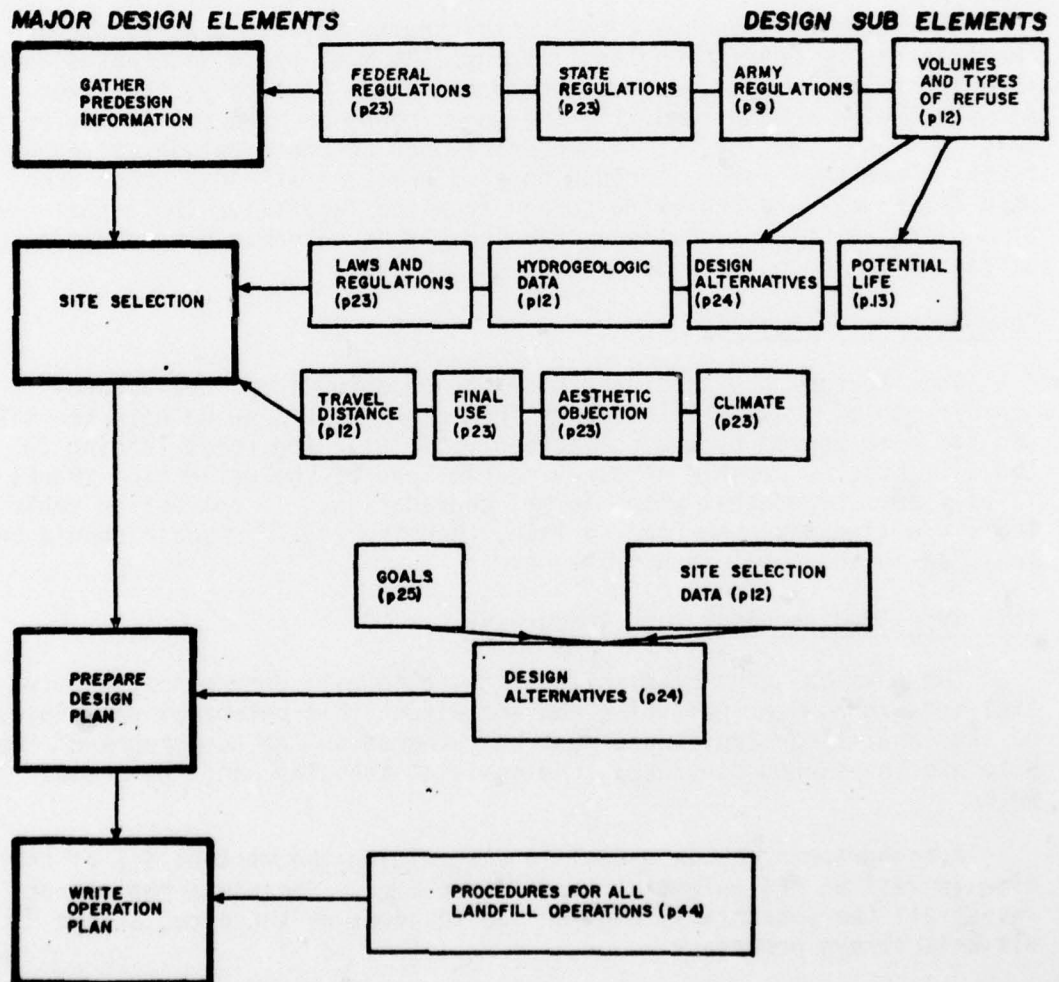 MAJOR DESIGN ELEMENTS
DESIGN SUB ELEMENTS
GATHER
PREDESIGN
INFORMATION
FEDERAL
REGULATIONS
(p23)
STATE
REGULATIONS
(p23)
ARMY
REGULATIONS
(p9)
VOLUMES
AND TYPES
OF REFUSE
(p12)
SITE SELECTION
LAWS AND
REGULATIONS
(p23)
HYDROGEOLOGIC
DATA
(p12)
DESIGN
ALTERNATIVES
(p24)
POTENTIAL
LIFE
(p.13)
TRAVEL
DISTANCE
(p12)
FINAL
USE
(p23)
AESTHETIC
OBJECTION
(p23)
CLIMATE
(p23)
GOALS
(p25)
SITE SELECTION
DATA (p12)
PREPARE
DESIGN
PLAN
DESIGN
ALTERNATIVES (p24)
WRITE
OPERATION
PLAN
PROCEDURES FOR ALL
LANDFILL OPERATIONS (p44)